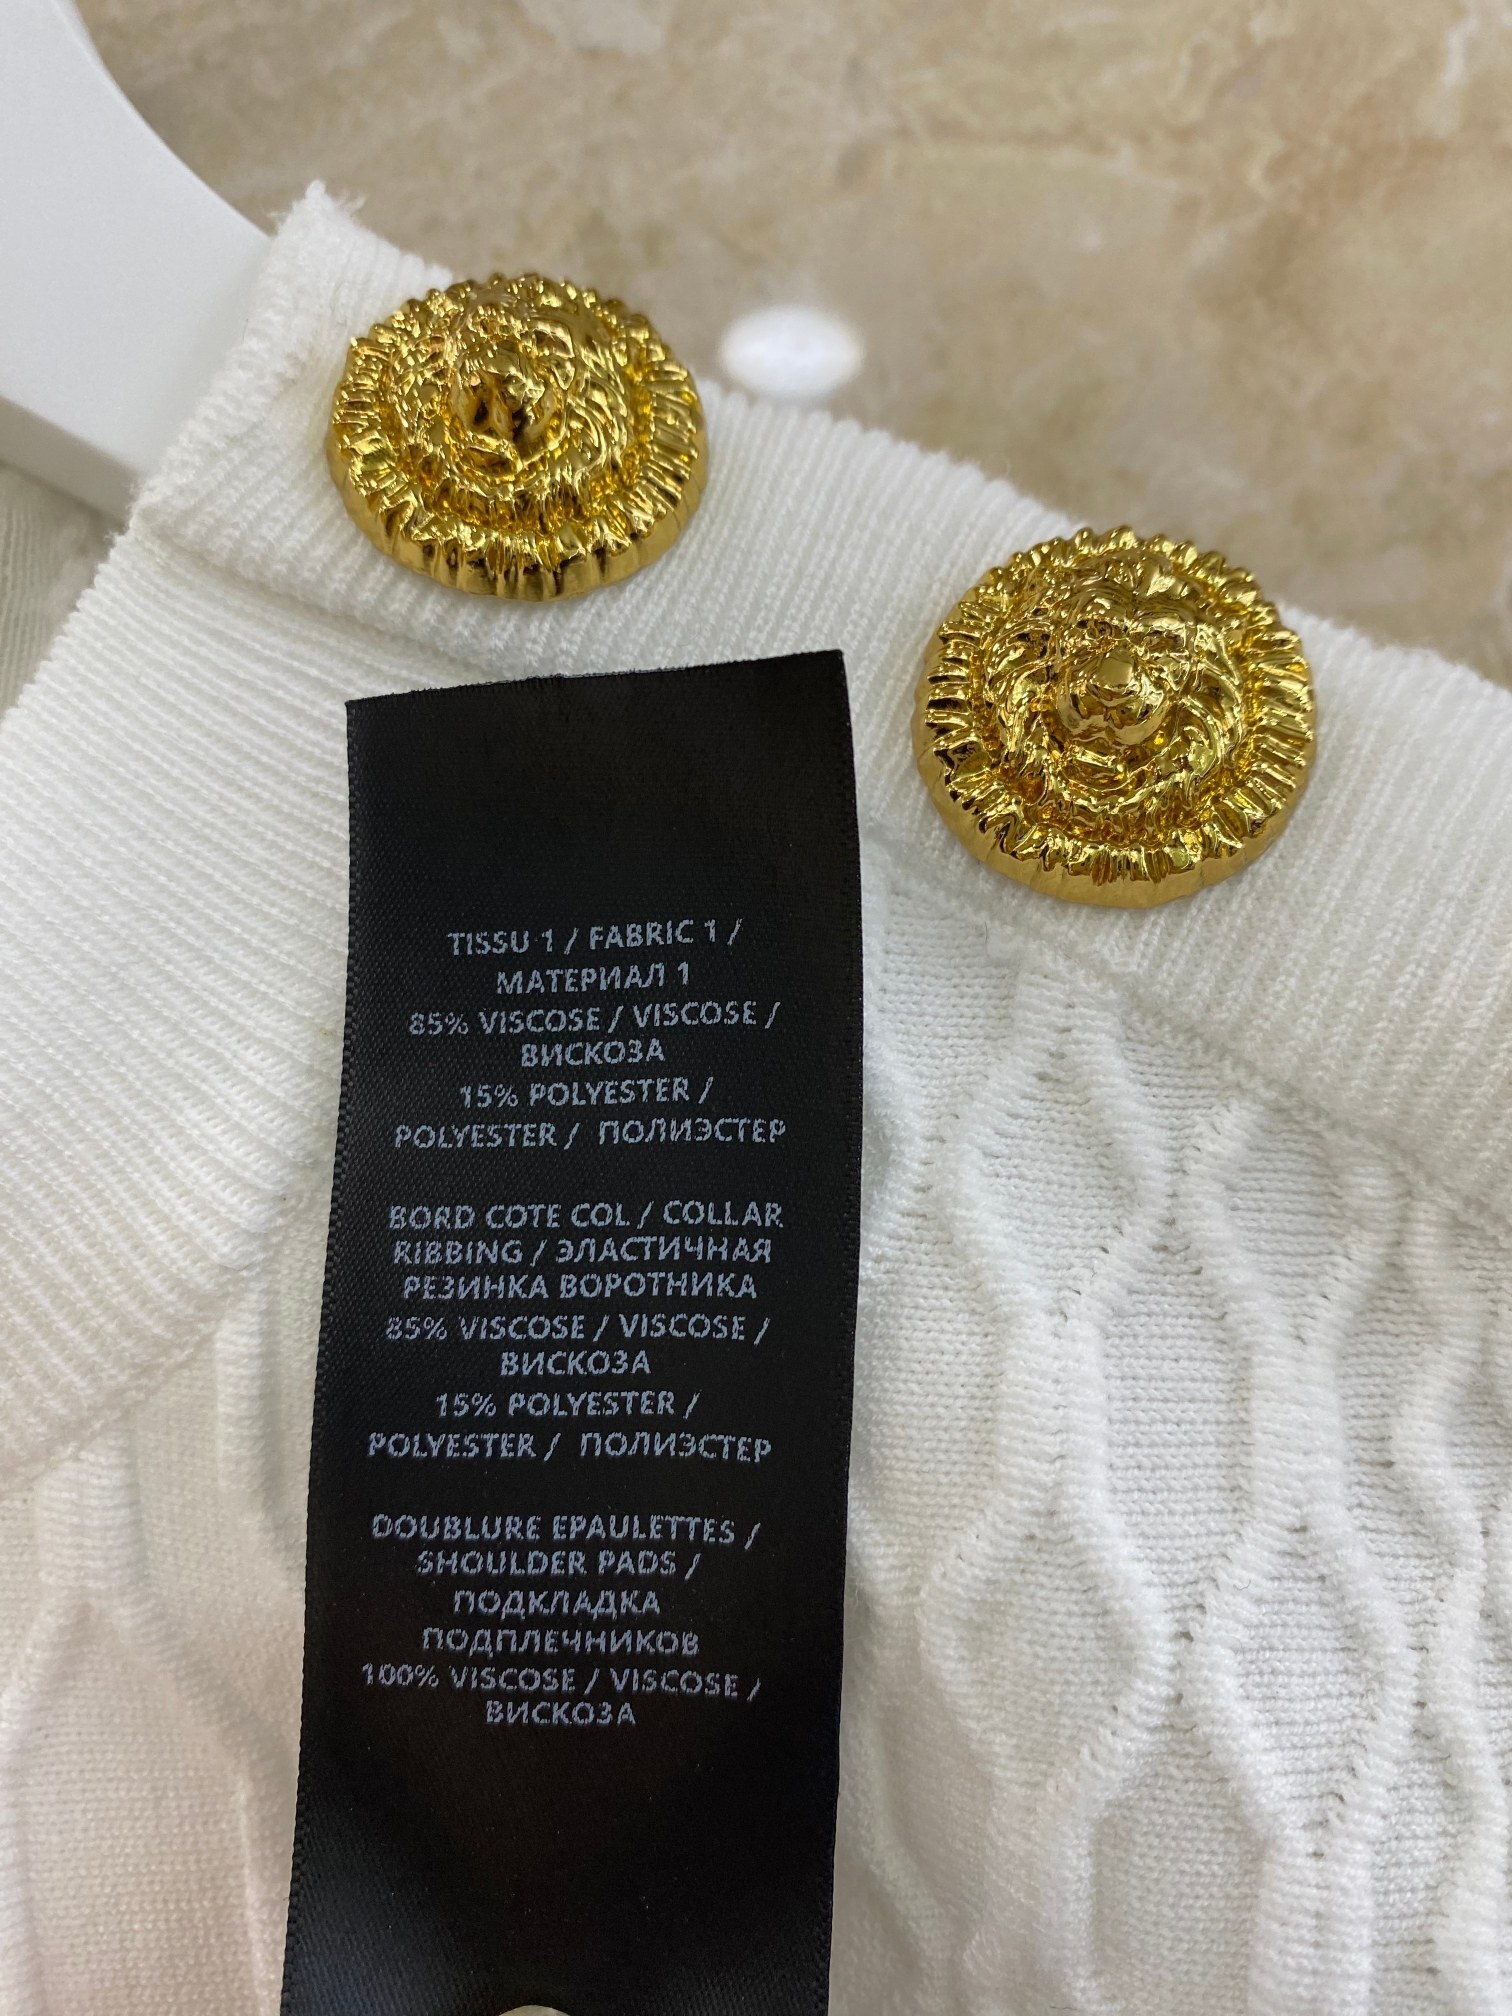 TISSU 1 / FABRIC 1 /
МАТЕРИАЛ 1
85% VISCOSE / VISCOSE /
ВИСКОЗА
15% POLYESTER /
POLYESTER / ПОЛИЭСТЕР
BORD COTE COL / COLLAR
RIBBING / ЭЛАСТИЧНАЯ
РЕЗИНКА ВОРОТНИКА
85% VISCOSE / VISCOSE /
ВИСКОЗА
15% POLYESTER /
POLYESTER / ПОЛИЭСТЕР
DOUBLURE EPAULETTES /
SHOULDER PADS /
ПОДКЛАДКА
ПОДПЛЕЧНИКОВ
100% VISCOSE / VISCOSE /
ВИСКОЗА